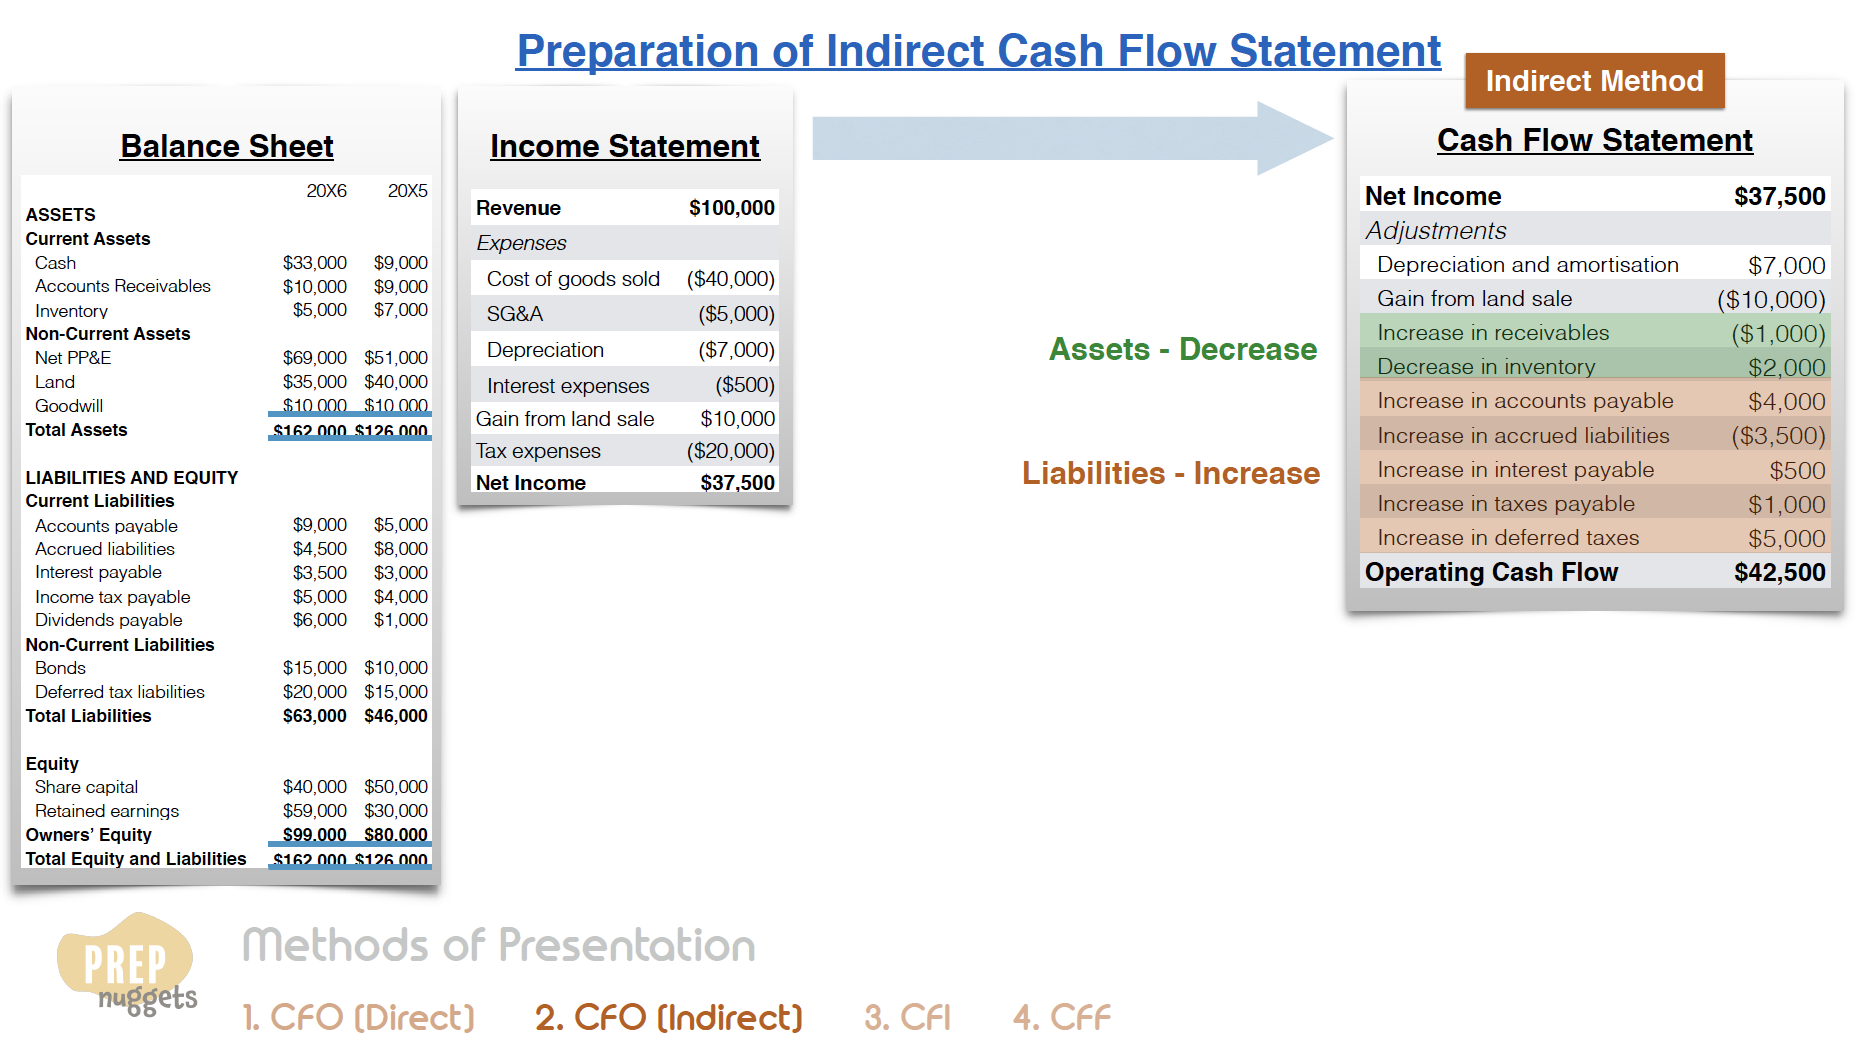 Preparation of Indirect Cash Flow Statement
Indirect Method
Balance Sheet
20X6 20X5
ASSETS
Current Assets
Cash $33,000 $9,000
Accounts Receivables $10,000 $9,000
Inventory $5,000 $7,000
Non-Current Assets
Net PP&E $69,000 $51,000
Land $35,000 $40,000
Goodwill $10,000 $10,000
Total Assets $162,000 $126,000
LIABILITIES AND EQUITY
Current Liabilities
Accounts payable $9,000 $5,000
Accrued liabilities $4,500 $8,000
Interest payable $3,500 $3,000
Income tax payable $5,000 $4,000
Dividends payable $6,000 $1,000
Non-Current Liabilities
Bonds $15,000 $10,000
Deferred tax liabilities $20,000 $15,000
Total Liabilities $63,000 $46,000
Equity
Share capital $40,000 $50,000
Retained earnings $59,000 $30,000
Owners’ Equity $99,000 $80,000
Total Equity and Liabilities $162,000 $126,000
Income Statement
Revenue $100,000
Expenses
Cost of goods sold ($40,000)
SG&A ($5,000)
Depreciation ($7,000)
Interest expenses ($500)
Gain from land sale $10,000
Tax expenses ($20,000)
Net Income $37,500
Assets - Decrease
Liabilities - Increase
Cash Flow Statement
Net Income $37,500
Adjustments
Depreciation and amortisation $7,000
Gain from land sale ($10,000)
Increase in receivables ($1,000)
Decrease in inventory $2,000
Increase in accounts payable $4,000
Increase in accrued liabilities ($3,500)
Increase in interest payable $500
Increase in taxes payable $1,000
Increase in deferred taxes $5,000
Operating Cash Flow $42,500
PREP
nuggets
Methods of Presentation
1. CFO (Direct) 2. CFO (Indirect) 3. CFI 4. CFF